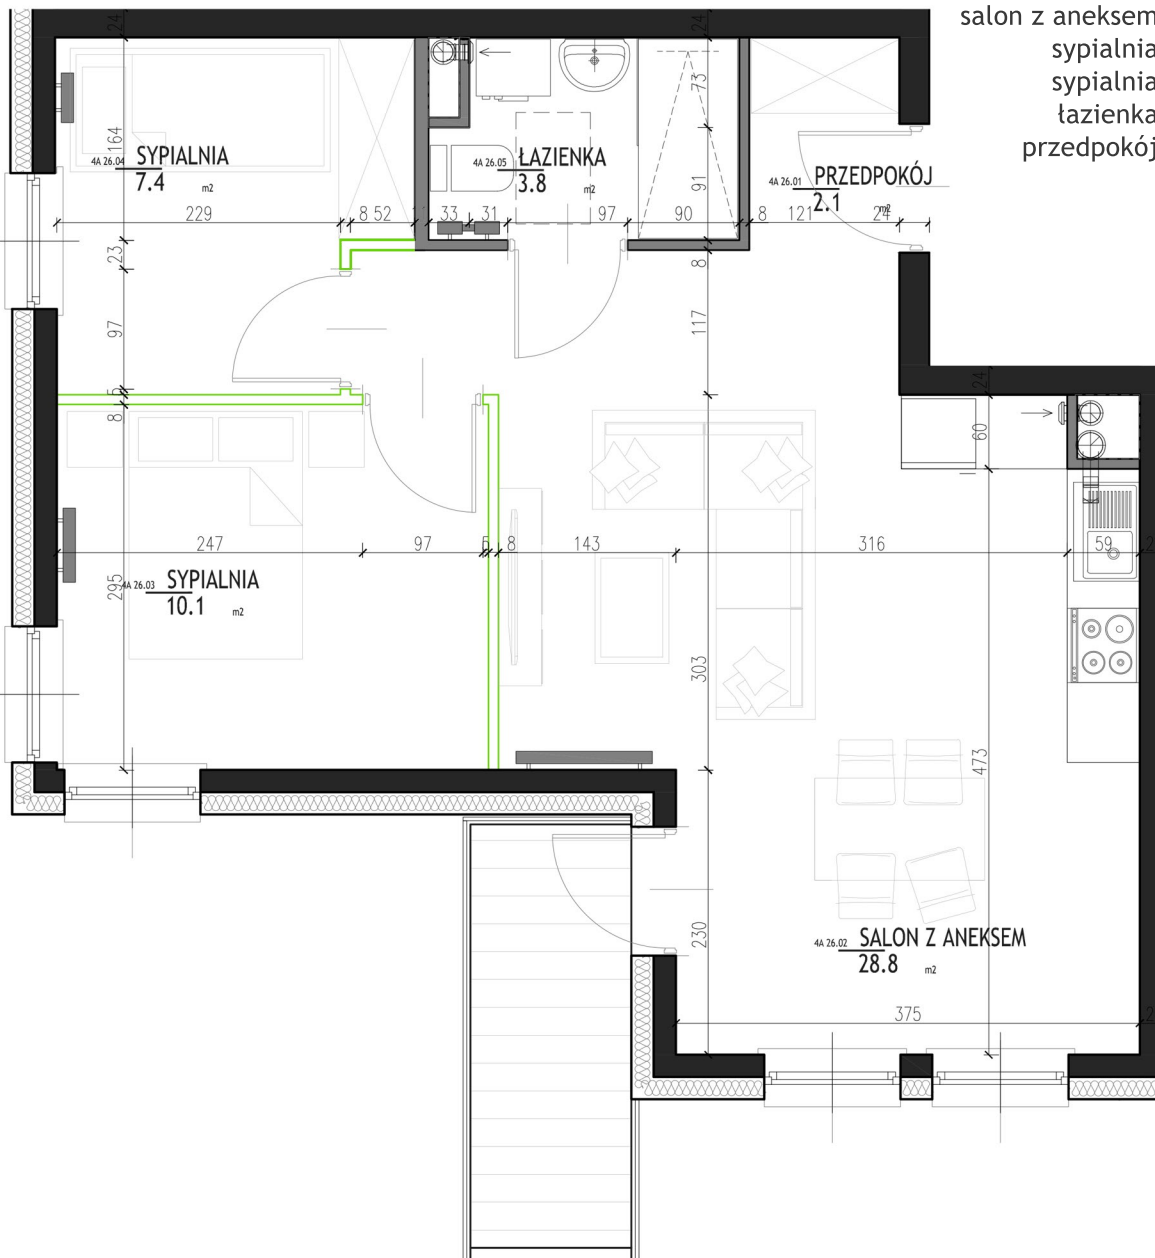 salon z aneksem
sypialnia
sypialnia
łazienka
przedpokój
24
24
73
164
4A 26.04 SYPIALNIA
7.4 m2
4A 26.05 ŁAZIENKA
3.8 m2
91
4A 26.01 PRZEDPOKÓJ
2.1 m2
229
8
52
33
31
97
90
8
121
24
23
8
97
117
5
8
24
60
247
97
5
8
143
316
59
4A 26.03 SYPIALNIA
10.1 m2
295
303
473
230
4A 26.02 SALON Z ANEKSEM
28.8 m2
375